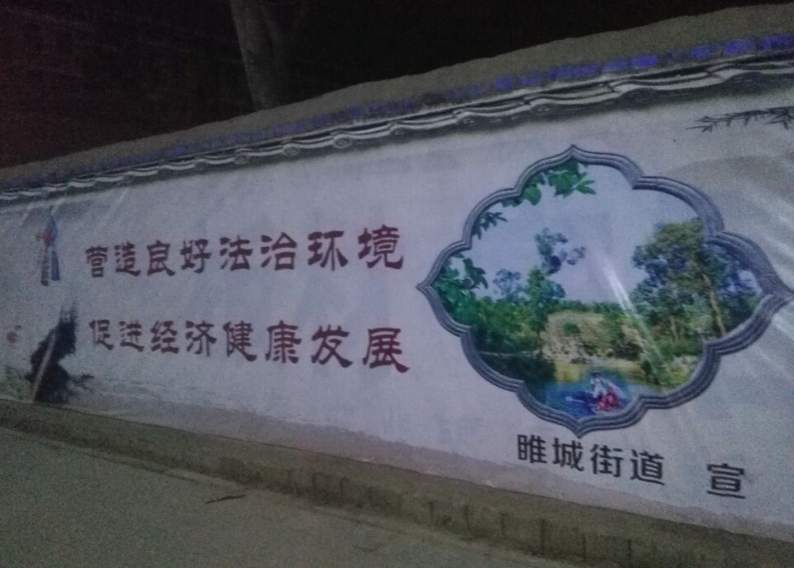 营造良好法治环境
促进经济健康发展
睢城街道 宣